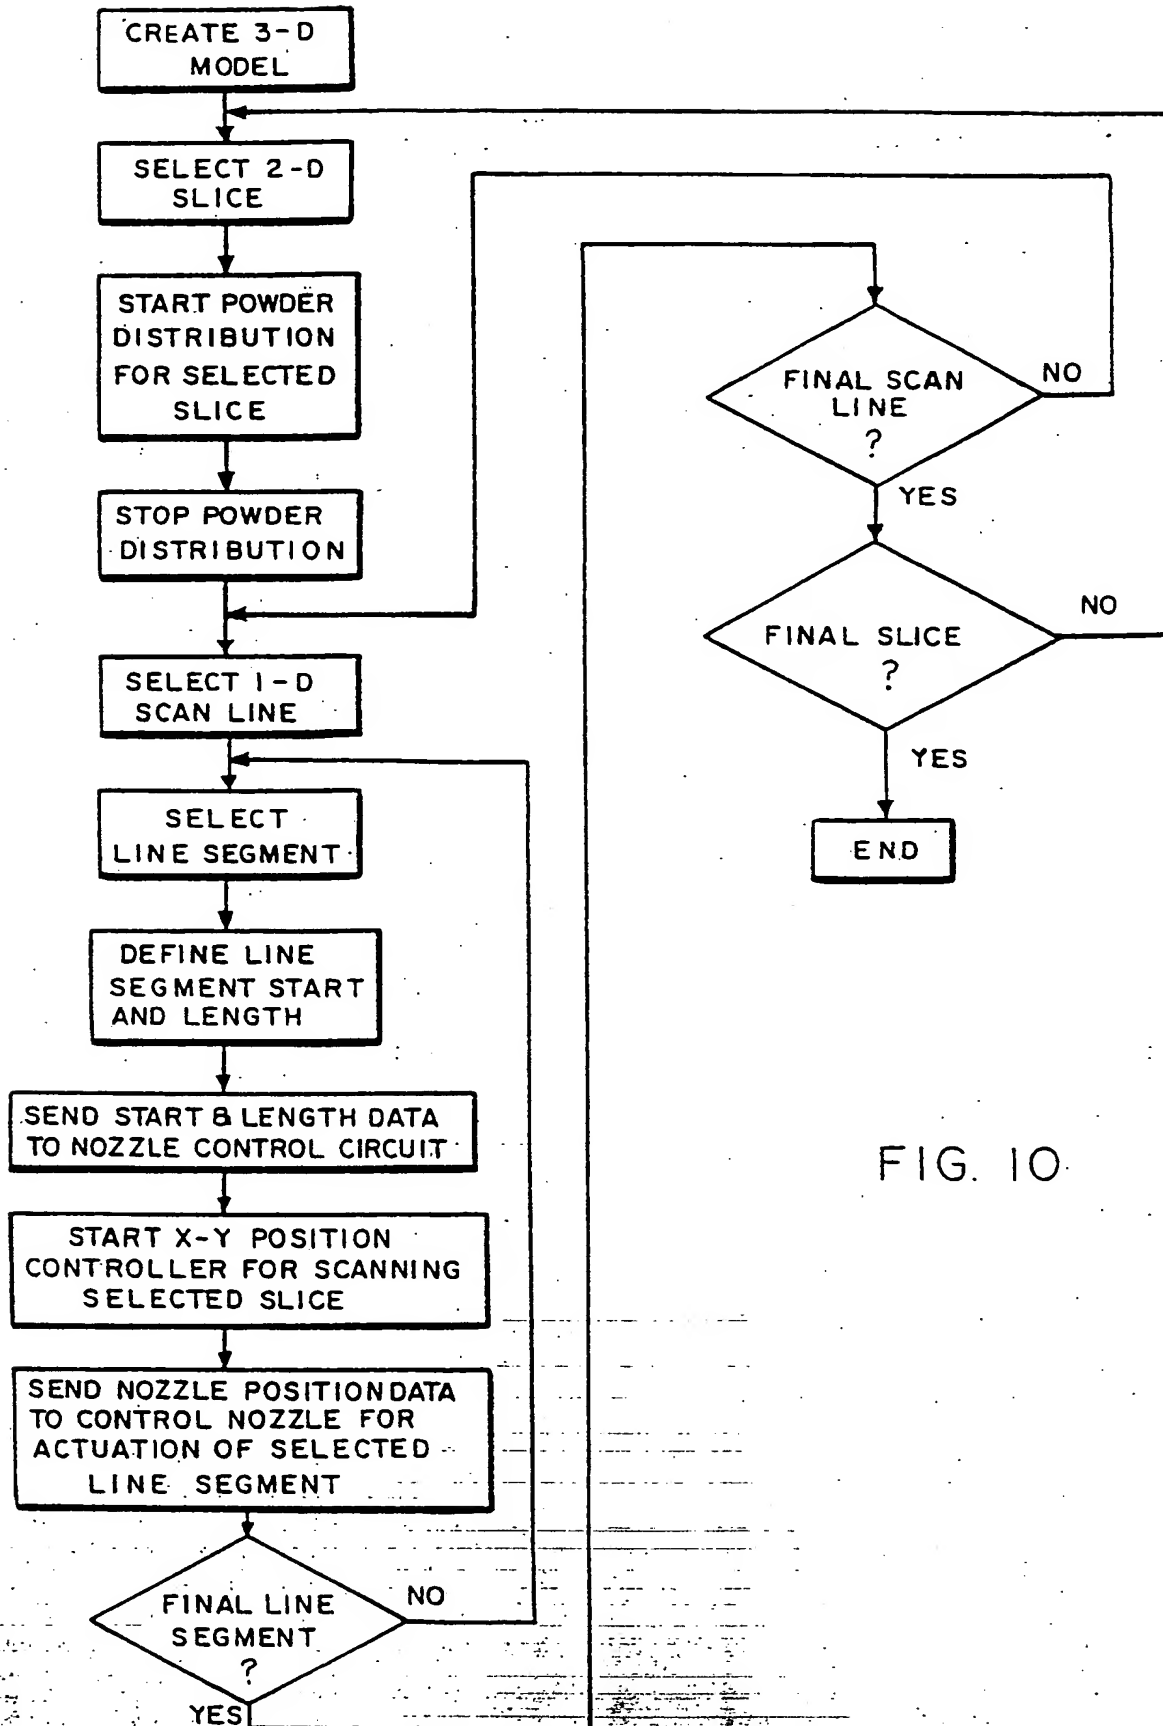 CREATE 3-D
MODEL
SELECT 2-D
SLICE
START POWDER
DISTRIBUTION
FOR SELECTED
SLICE
STOP POWDER
DISTRIBUTION
SELECT 1-D
SCAN LINE
SELECT
LINE SEGMENT
DEFINE LINE
SEGMENT START
AND LENGTH
SEND START & LENGTH DATA
TO NOZZLE CONTROL CIRCUIT
START X-Y POSITION
CONTROLLER FOR SCANNING
SELECTED SLICE
SEND NOZZLE POSITION DATA
TO CONTROL NOZZLE FOR
ACTUATION OF SELECTED
LINE SEGMENT
FINAL LINE
SEGMENT
?
NO
YES
FINAL SCAN
LINE
?
NO
YES
FINAL SLICE
?
NO
YES
END
FIG. 10